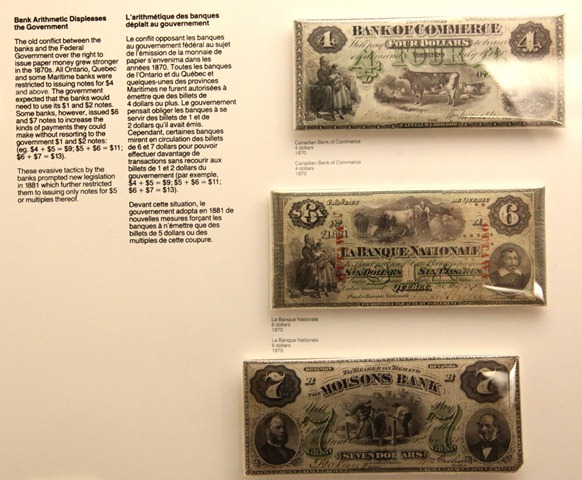 Bank Arithmetic Displeases
the Government
The old conflict between the
banks and the Federal
Government over the right to
issue paper money grew stronger
in the 1870s. All Ontario, Quebec
and some Maritime banks were
restricted to issuing notes for $4
and above. The government
expected that the banks would
need to use its $1 and $2 notes.
Some banks, however, issued $6
and $7 notes to increase the
kinds of payments they could
make without resorting to the
government $1 and $2 notes:
(eg. $4 + $5 = $9; $5 + $6 = $11;
$6 + $7 = $13).
These evasive tactics by the
banks prompted new legislation
in 1881 which further restricted
them to issuing only notes for $5
or multiples thereof.
L'arithmétique des banques
déplaît au gouvernement
Le conflit opposant les banques
au gouvernement fédéral au sujet
de l'émission de la monnaie de
papier s'envenima dans les
années 1870. Toutes les banques
de l'Ontario et du Québec et
quelques-unes des provinces
Maritimes ne furent autorisées à
émettre que des billets de
4 dollars ou plus. Le gouvernement
pensait obliger les banques à se
servir des billets de 1 et de
2 dollars qu'il avait émis.
Cependant, certaines banques
mirent en circulation des billets
de 6 et 7 dollars pour pouvoir
effectuer davantage de
transactions sans recourir aux
billets de 1 et 2 dollars du
gouvernement (par exemple,
$4 + $5 = $9; $5 + $6 = $11;
$6 + $7 = $13).
Devant cette situation, le
gouvernement adopta en 1881 de
nouvelles mesures forçant les
banques à n'émettre que des
billets de 5 dollars ou des
multiples de cette coupure.
4 BANK OF COMMERCE 4
FOUR DOLLARS
Canadian Bank of Commerce
4 dollars
1870
Canadian Bank of Commerce
4 dollars
1870
6
LA BANQUE NATIONALE
SIX DOLLARS SIX PIASTRES
QUEBEC
La Banque Nationale
6 dollars
1870
La Banque Nationale
6 dollars
1870
7 7
THE MOLSONS BANK
7 7
SEVEN DOLLARS